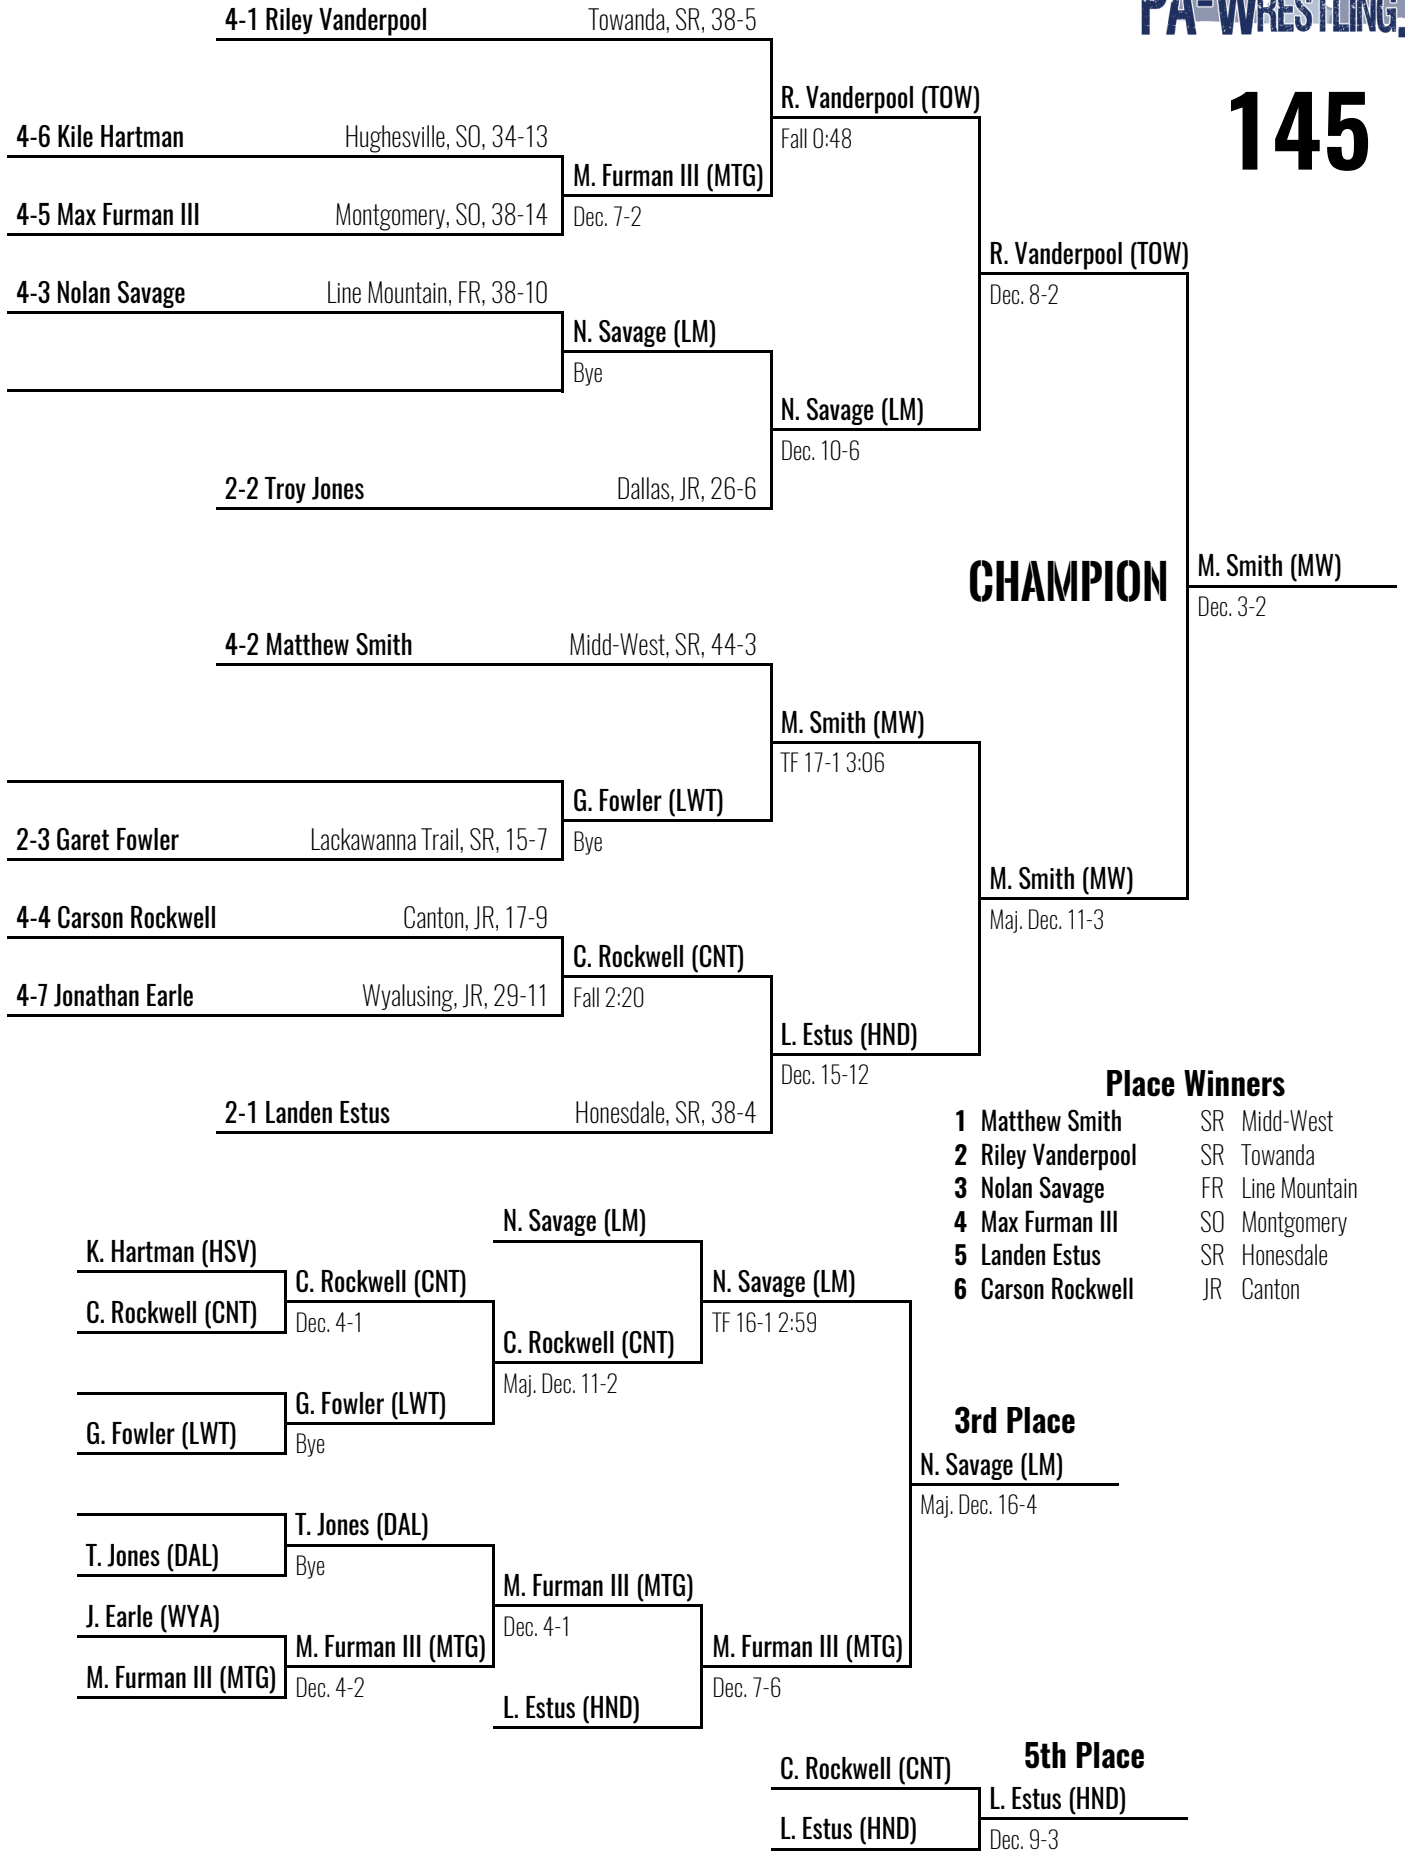 PA-WRESTLING.
145
4-1 Riley Vanderpool Towanda, SR, 38-5
R. Vanderpool (TOW)
Fall 0:48
4-6 Kile Hartman Hughesville, SO, 34-13
M. Furman III (MTG)
Dec. 7-2
4-5 Max Furman III Montgomery, SO, 38-14
R. Vanderpool (TOW)
Dec. 8-2
4-3 Nolan Savage Line Mountain, FR, 38-10
N. Savage (LM)
Bye
N. Savage (LM)
Dec. 10-6
2-2 Troy Jones Dallas, JR, 26-6
CHAMPION
M. Smith (MW)
Dec. 3-2
4-2 Matthew Smith Midd-West, SR, 44-3
M. Smith (MW)
TF 17-1 3:06
G. Fowler (LWT)
Bye
2-3 Garet Fowler Lackawanna Trail, SR, 15-7
M. Smith (MW)
Maj. Dec. 11-3
4-4 Carson Rockwell Canton, JR, 17-9
C. Rockwell (CNT)
Fall 2:20
4-7 Jonathan Earle Wyalusing, JR, 29-11
L. Estus (HND)
Dec. 15-12
2-1 Landen Estus Honesdale, SR, 38-4
Place Winners
1 Matthew Smith SR Midd-West
2 Riley Vanderpool SR Towanda
3 Nolan Savage FR Line Mountain
4 Max Furman III SO Montgomery
5 Landen Estus SR Honesdale
6 Carson Rockwell JR Canton
N. Savage (LM)
K. Hartman (HSV)
C. Rockwell (CNT)
Dec. 4-1
C. Rockwell (CNT)
N. Savage (LM)
TF 16-1 2:59
C. Rockwell (CNT)
Maj. Dec. 11-2
G. Fowler (LWT)
Bye
G. Fowler (LWT)
3rd Place
N. Savage (LM)
Maj. Dec. 16-4
T. Jones (DAL)
Bye
T. Jones (DAL)
M. Furman III (MTG)
Dec. 4-1
J. Earle (WYA)
M. Furman III (MTG)
Dec. 4-2
M. Furman III (MTG)
M. Furman III (MTG)
Dec. 7-6
L. Estus (HND)
5th Place
C. Rockwell (CNT)
L. Estus (HND)
Dec. 9-3
L. Estus (HND)